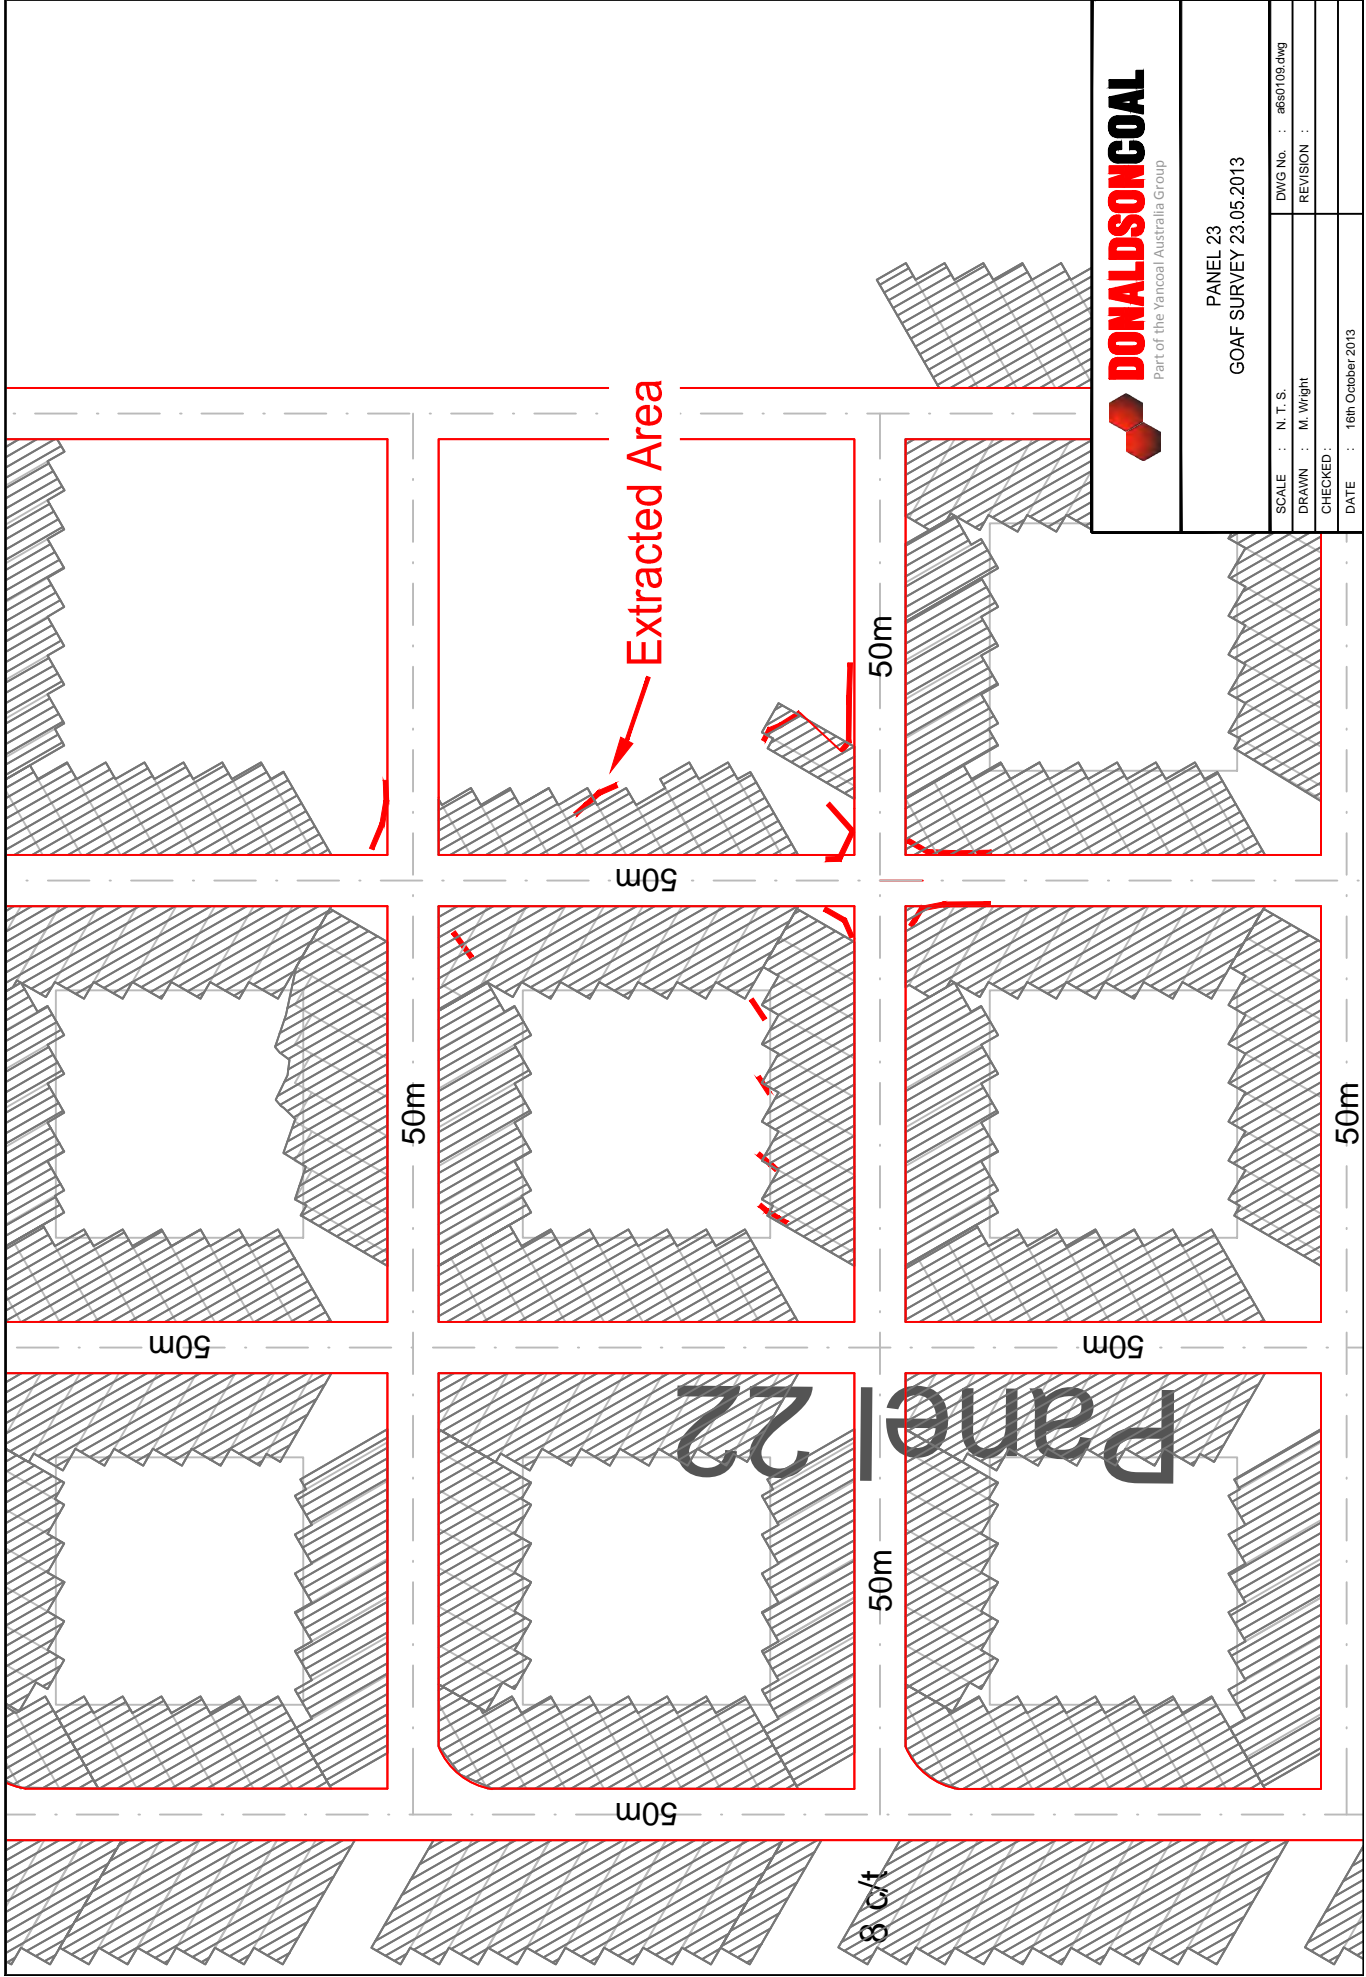 Extracted Area
50m
50m
50m
50m
50m
50m
50m
50m
50m
Panel 22
8 c/t
DONALDSONCOAL
Part of the Yancoal Australia Group
PANEL 23
GOAF SURVEY 23.05.2013
SCALE : N. T. S. DWG No. : a6s0109.dwg
DRAWN : M. Wright REVISION :
CHECKED :
DATE : 16th October 2013